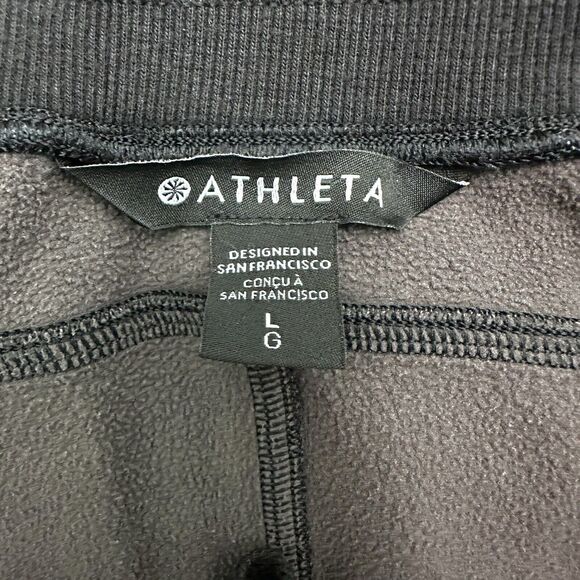 ATHLETA
DESIGNED IN
SAN FRANCISCO
CONÇU À
SAN FRANCISCO
L
G